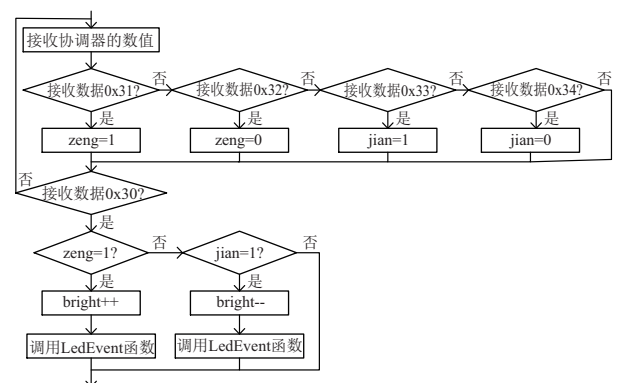 接收协调器的数值
接收数据0x31?
否
接收数据0x32?
否
接收数据0x33?
否
接收数据0x34?
否
是
是
是
是
zeng=1
zeng=0
jian=1
jian=0
否
接收数据0x30?
是
zeng=1?
否
jian=1?
否
是
是
bright++
bright--
调用LedEvent函数
调用LedEvent函数